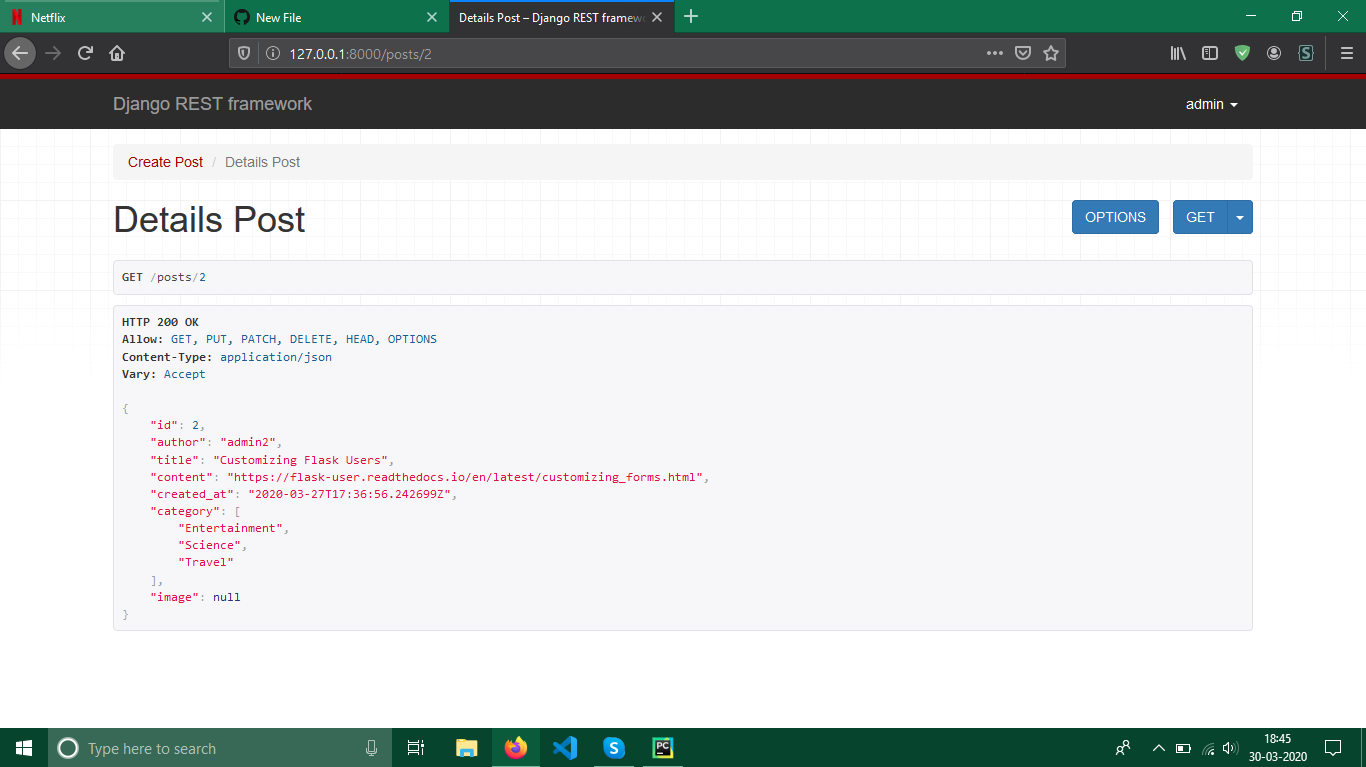 Netflix
New File
Details Post – Django REST framew
127.0.0.1:8000/posts/2
Django REST framework
admin
Create Post / Details Post
Details Post
OPTIONS
GET
GET /posts/2
HTTP 200 OK
Allow: GET, PUT, PATCH, DELETE, HEAD, OPTIONS
Content-Type: application/json
Vary: Accept
{
"id": 2,
"author": "admin2",
"title": "Customizing Flask Users",
"content": "https://flask-user.readthedocs.io/en/latest/customizing_forms.html",
"created_at": "2020-03-27T17:36:56.242699Z",
"category": [
"Entertainment",
"Science",
"Travel"
],
"image": null
}
Type here to search
18:45
30-03-2020